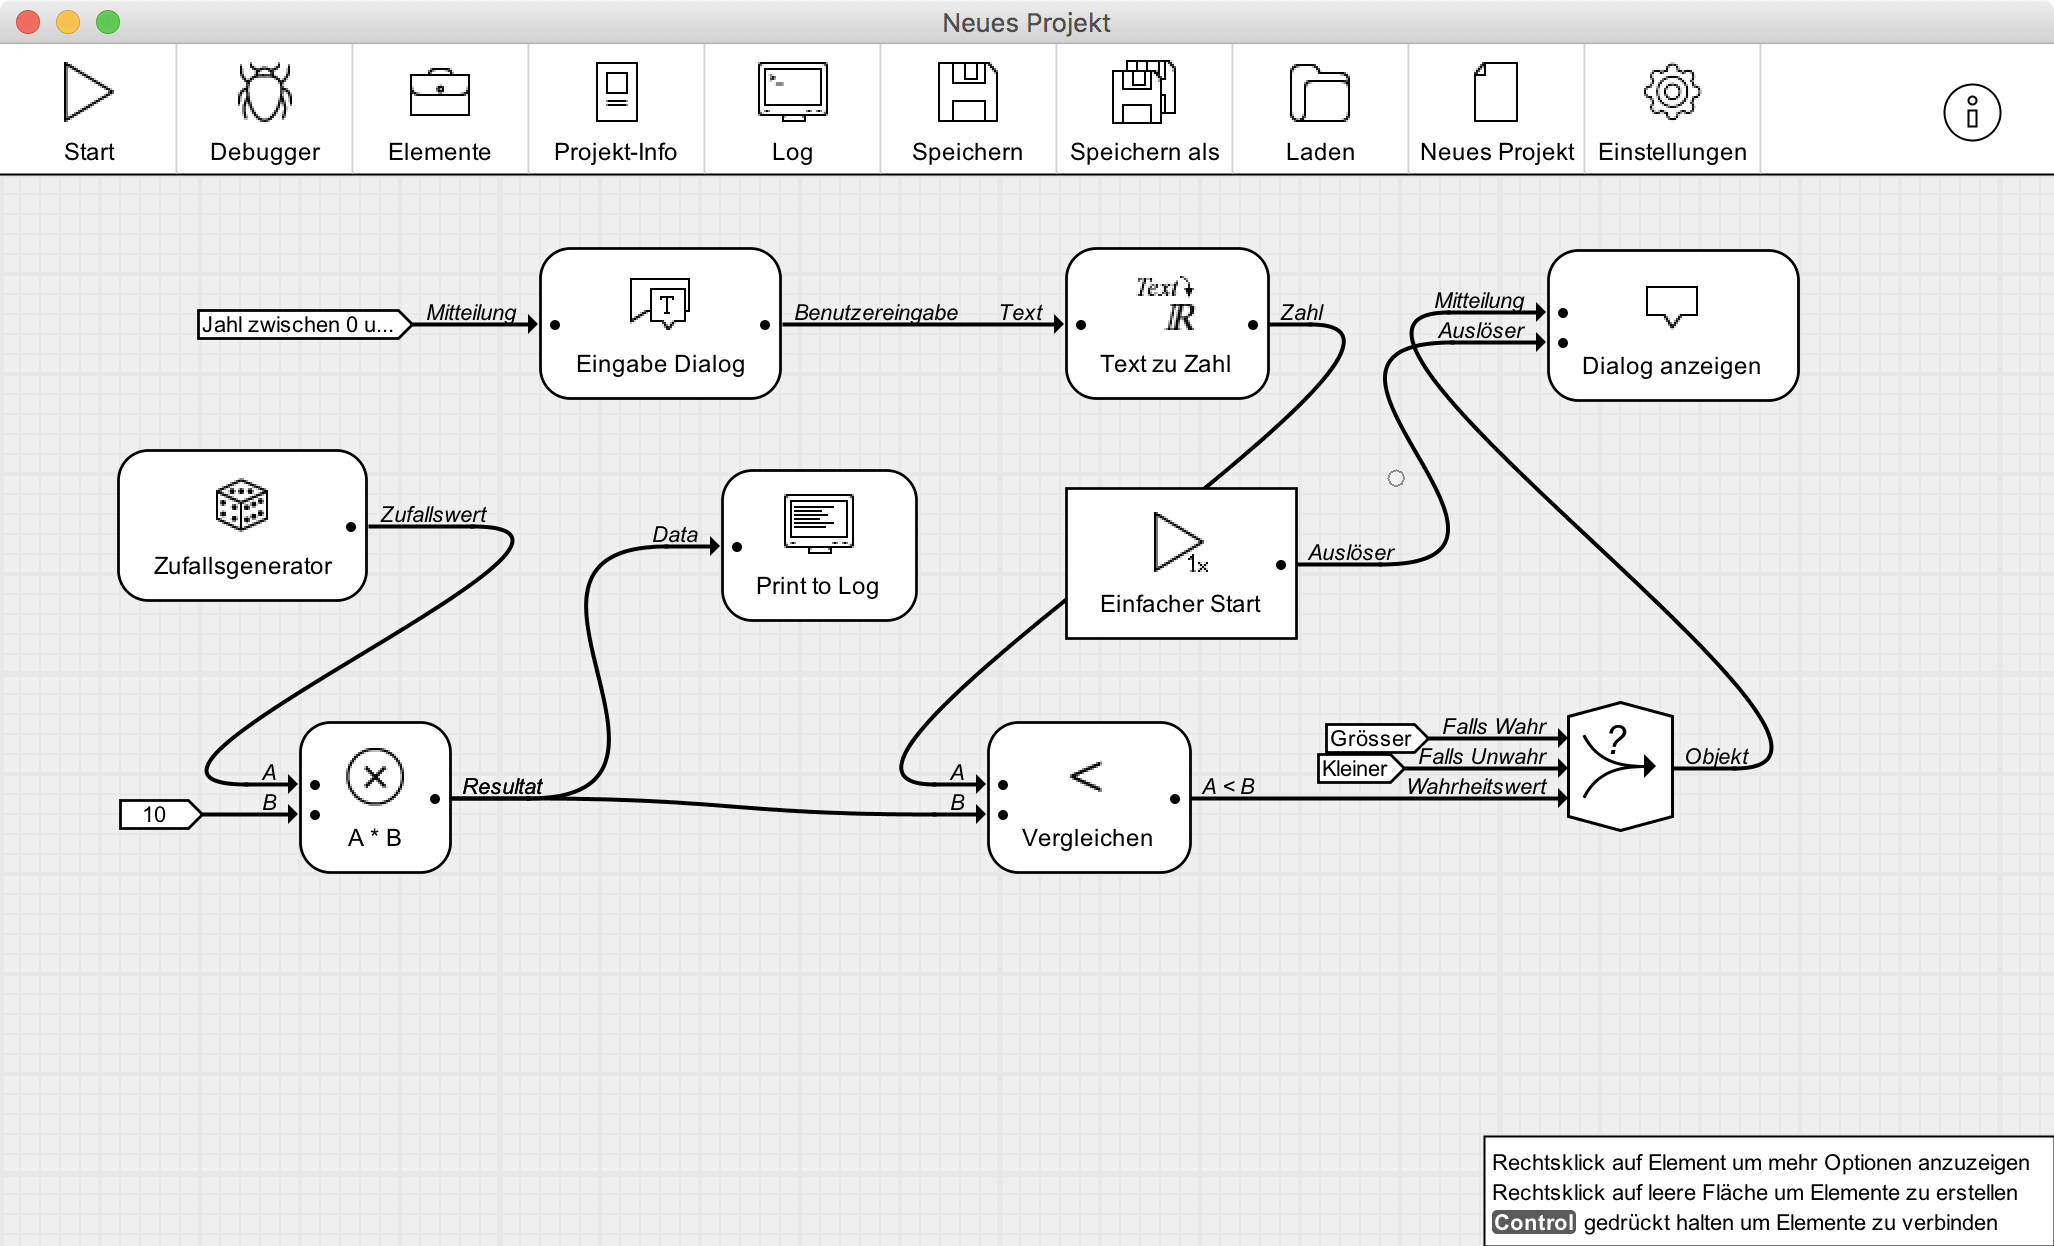 Neues Projekt
Start
Debugger
Elemente
Projekt-Info
Log
Speichern
Speichern als
Laden
Neues Projekt
Einstellungen
Jahl zwischen 0 u...
Mitteilung
T
Eingabe Dialog
Benutzereingabe
Text
Text
R
Text zu Zahl
Zahl
Mitteilung
Auslöser
Dialog anzeigen
Zufallsgenerator
Zufallswert
Data
Print to Log
1x
Einfacher Start
Auslöser
A
B
10
A * B
Resultat
A
B
<
Vergleichen
A < B
Grösser
Falls Wahr
Kleiner
Falls Unwahr
Wahrheitswert
?
Objekt
Rechtsklick auf Element um mehr Optionen anzuzeigen
Rechtsklick auf leere Fläche um Elemente zu erstellen
Control gedrückt halten um Elemente zu verbinden